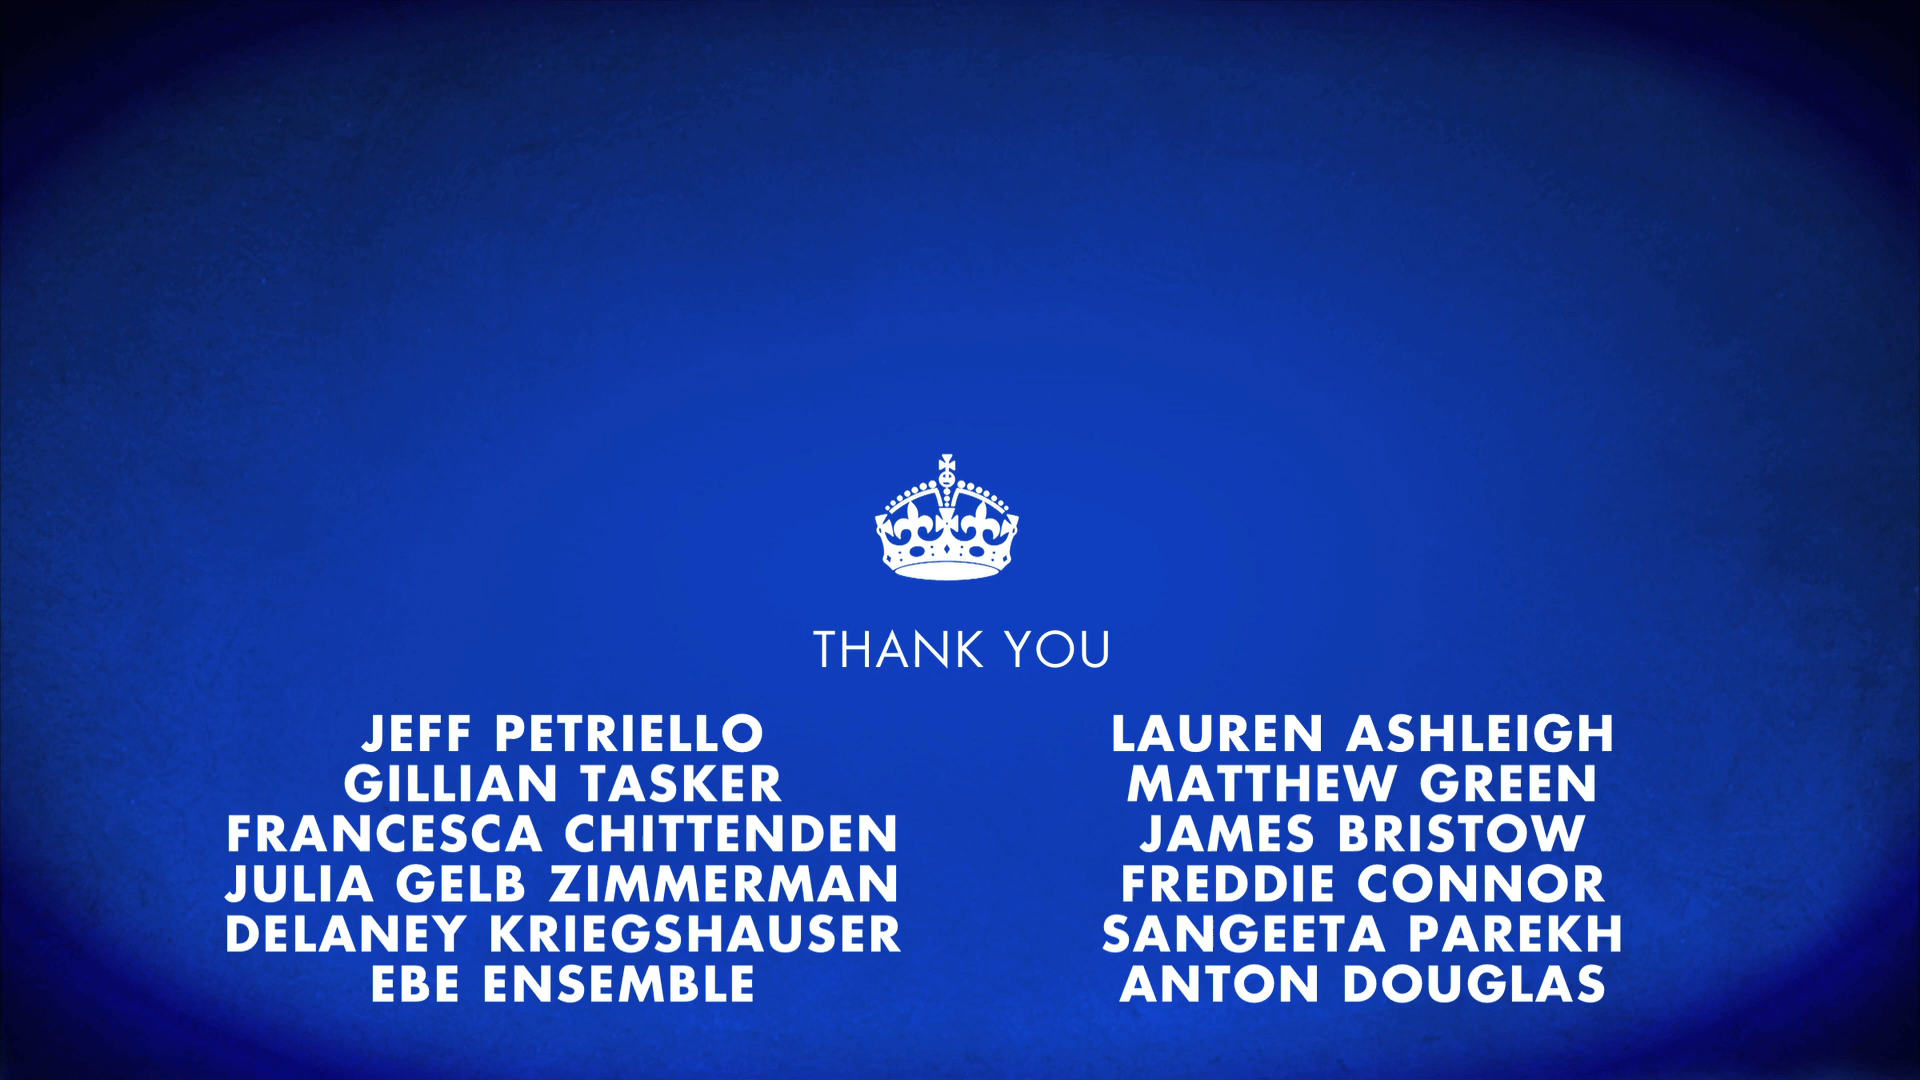 THANK YOU
JEFF PETRIELLO
GILLIAN TASKER
FRANCESCA CHITTENDEN
JULIA GELB ZIMMERMAN
DELANEY KRIEGSHAUSER
EBE ENSEMBLE
LAUREN ASHLEIGH
MATTHEW GREEN
JAMES BRISTOW
FREDDIE CONNOR
SANGEETA PAREKH
ANTON DOUGLAS